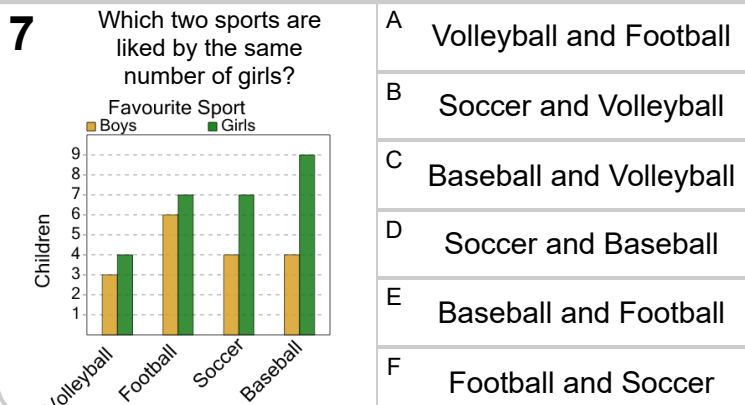 7
Which two sports are
liked by the same
number of girls?
Favourite Sport
Boys Girls
9
8
7
6
5
4
3
2
1
Children
Volleyball Football Soccer Baseball
A Volleyball and Football
B Soccer and Volleyball
C Baseball and Volleyball
D Soccer and Baseball
E Baseball and Football
F Football and Soccer